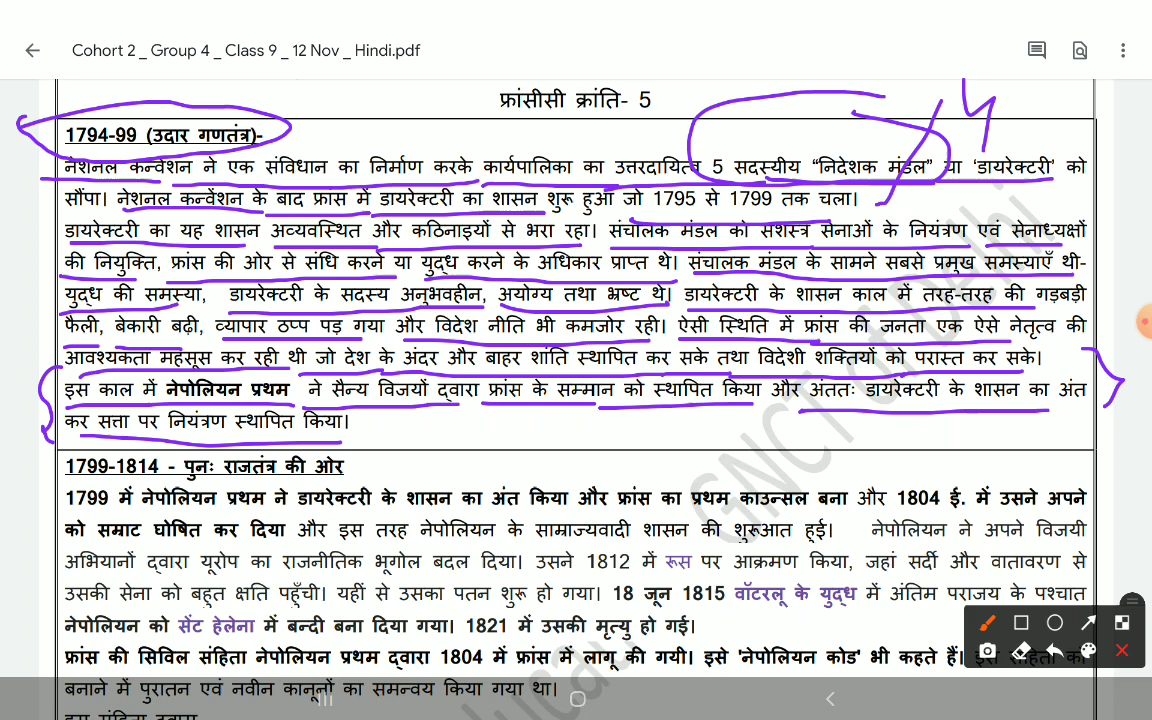 Cohort 2 _ Group 4 _ Class 9 _ 12 Nov _ Hindi.pdf
फ्रांसीसी क्रांति- 5
1794-99 (उदार गणतंत्र)-
नेशनल कन्वेंशन ने एक संविधान का निर्माण करके कार्यपालिका का उत्तरदायित्व 5 सदस्यीय “निदेशक मंडल” या ‘डायरेक्टरी’ को
सौंपा। नेशनल कन्वेंशन के बाद फ्रांस में डायरेक्टरी का शासन शुरू हुआ जो 1795 से 1799 तक चला।
डायरेक्टरी का यह शासन अव्यवस्थित और कठिनाइयों से भरा रहा। संचालक मंडल को सशस्त्र सेनाओं के नियंत्रण एवं सेनाध्यक्षों
की नियुक्ति, फ्रांस की ओर से संधि करने या युद्ध करने के अधिकार प्राप्त थे। संचालक मंडल के सामने सबसे प्रमुख समस्याएँ थी-
युद्ध की समस्या, डायरेक्टरी के सदस्य अनुभवहीन, अयोग्य तथा भ्रष्ट थे। डायरेक्टरी के शासन काल में तरह-तरह की गड़बड़ी
फैली, बेकारी बढ़ी, व्यापार ठप्प पड़ गया और विदेश नीति भी कमजोर रही। ऐसी स्थिति में फ्रांस की जनता एक ऐसे नेतृत्व की
आवश्यकता महसूस कर रही थी जो देश के अंदर और बाहर शांति स्थापित कर सके तथा विदेशी शक्तियों को परास्त कर सके।
इस काल में नेपोलियन प्रथम ने सैन्य विजयों द्वारा फ्रांस के सम्मान को स्थापित किया और अंततः डायरेक्टरी के शासन का अंत
कर सत्ता पर नियंत्रण स्थापित किया।
1799-1814 - पुनः राजतंत्र की ओर
1799 में नेपोलियन प्रथम ने डायरेक्टरी के शासन का अंत किया और फ्रांस का प्रथम काउन्सल बना और 1804 ई. में उसने अपने
को सम्राट घोषित कर दिया और इस तरह नेपोलियन के साम्राज्यवादी शासन की शुरूआत हूई। नेपोलियन ने अपने विजयी
अभियानों द्वारा यूरोप का राजनीतिक भूगोल बदल दिया। उसने 1812 में रूस पर आक्रमण किया, जहां सर्दी और वातावरण से
उसकी सेना को बहुत क्षति पहुँची। यहीं से उसका पतन शुरू हो गया। 18 जून 1815 वॉटरलू के युद्ध में अंतिम पराजय के पश्चात
नेपोलियन को सेंट हेलेना में बन्दी बना दिया गया। 1821 में उसकी मृत्यु हो गई।
फ्रांस की सिविल संहिता नेपोलियन प्रथम द्वारा 1804 में फ्रांस में लागू की गयी। इसे 'नेपोलियन कोड' भी कहते हैं। इस संहिता को
बनाने में पुरातन एवं नवीन कानूनों का समन्वय किया गया था।
GNCT of Delhi